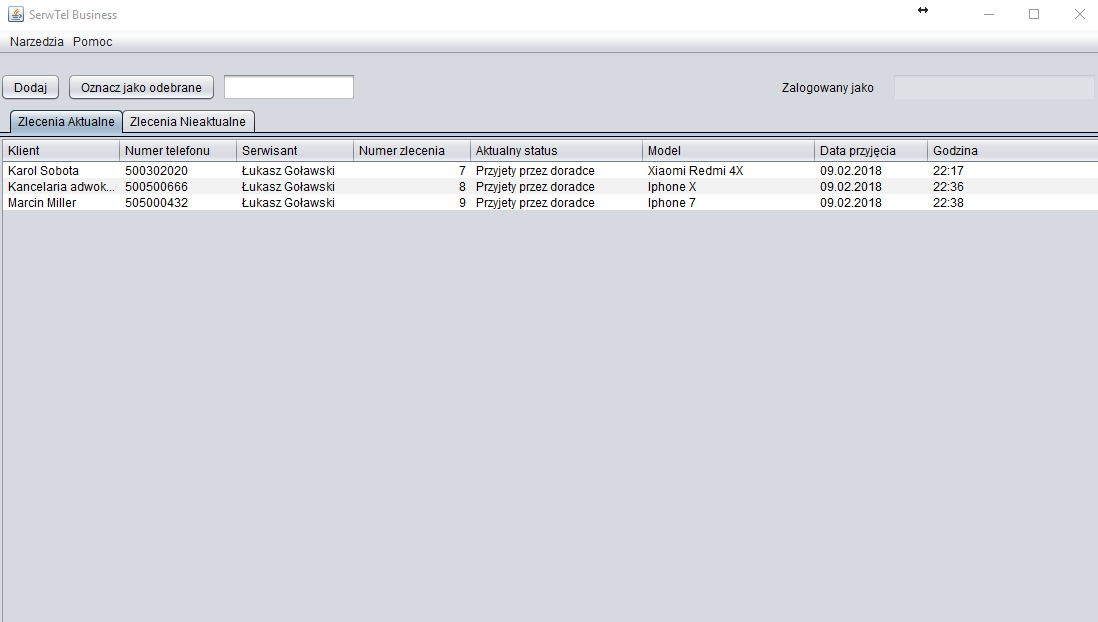 SerwTel Business
Narzedzia Pomoc
Dodaj Oznacz jako odebrane Zalogowany jako
Zlecenia Aktualne Zlecenia Nieaktualne
Klient Numer telefonu Serwisant Numer zlecenia Aktualny status Model Data przyjęcia Godzina
Karol Sobota 500302020 Łukasz Goławski 7 Przyjety przez doradce Xiaomi Redmi 4X 09.02.2018 22:17
Kancelaria adwok... 500500666 Łukasz Goławski 8 Przyjety przez doradce Iphone X 09.02.2018 22:36
Marcin Miller 505000432 Łukasz Goławski 9 Przyjety przez doradce Iphone 7 09.02.2018 22:38